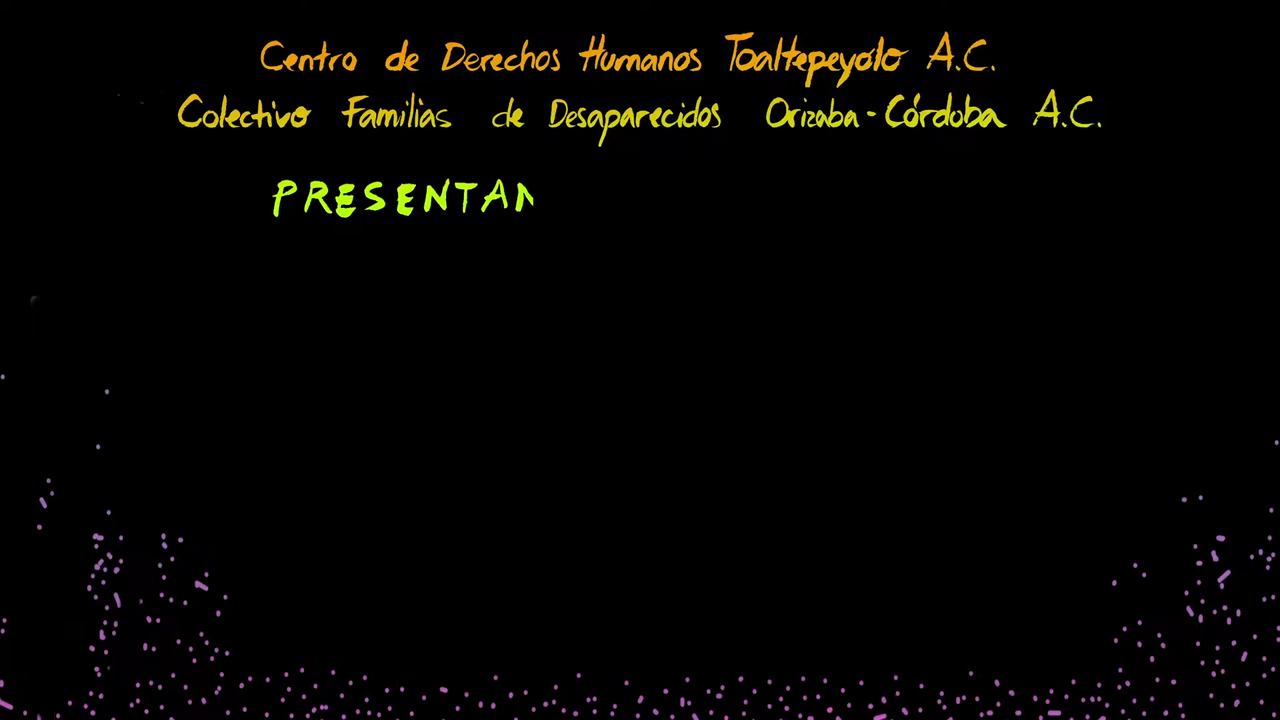 Centro de Derechos Humanos Toaltepeyolo A.C.
Colectivo Familias de Desaparecidos Orizaba-Córdoba A.C.
PRESENTAN